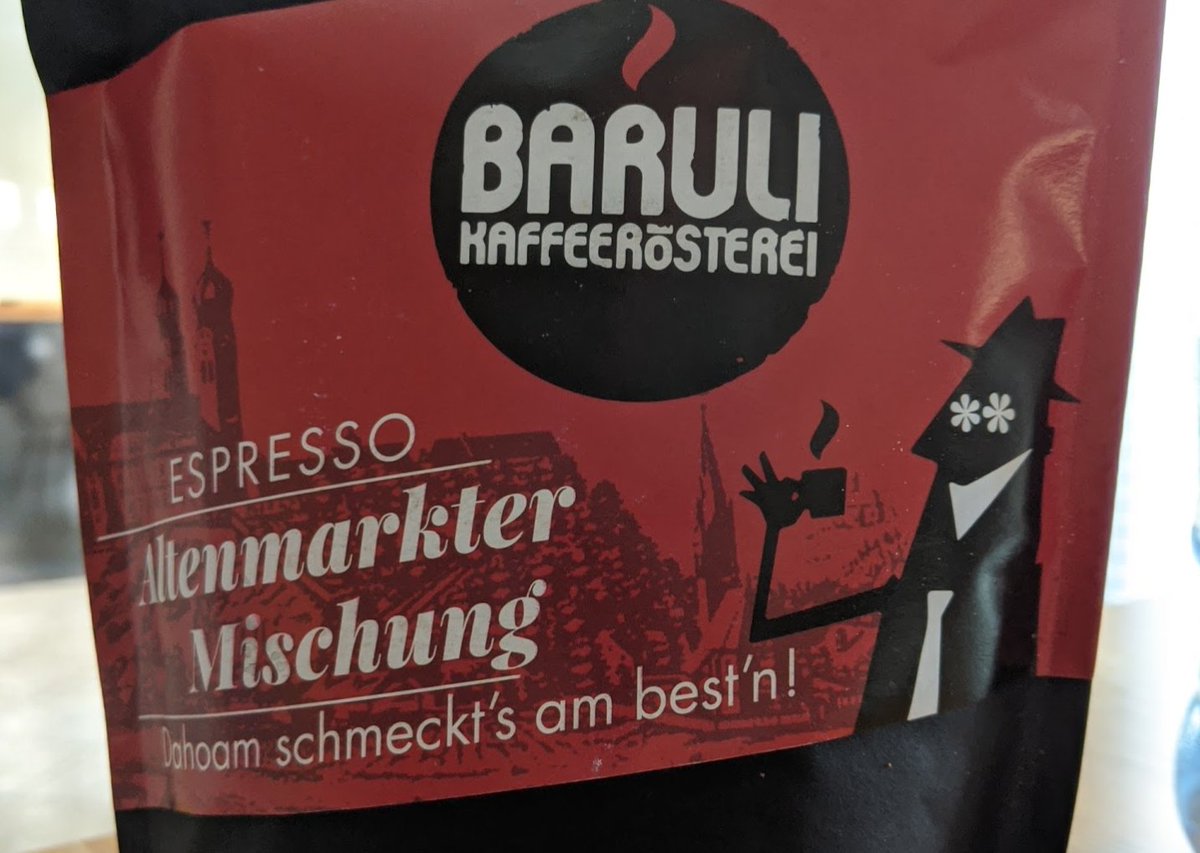 BARULI
KAFFEERÖSTEREI
ESPRESSO
Altenmarkter
Mischung
Dahoam schmeckt's am best'n!